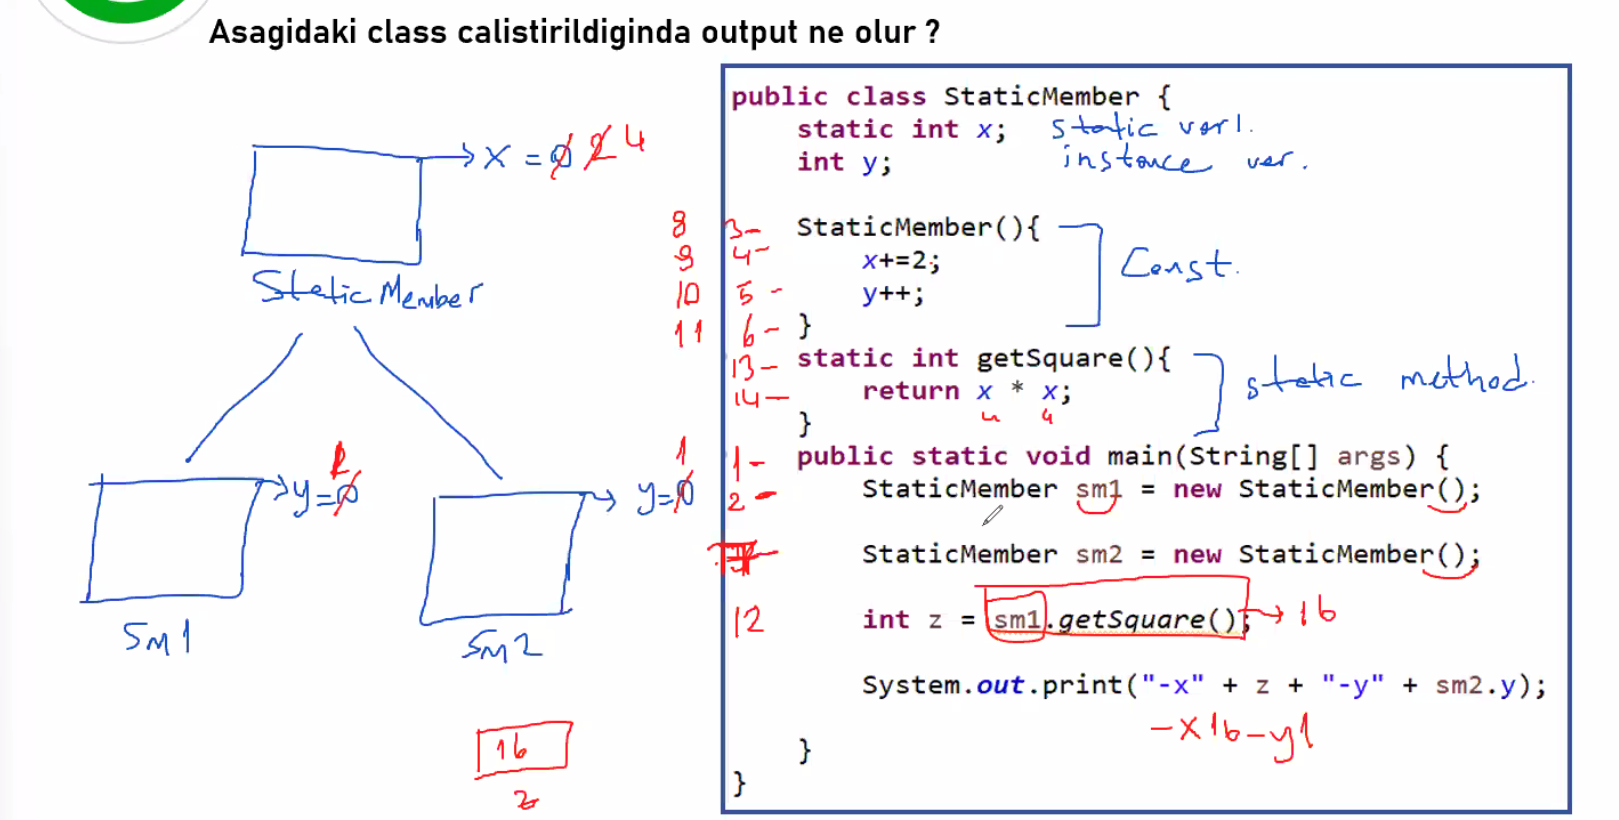 Asagidaki class calistirildiginda output ne olur ?
public class StaticMember {
static int x; static var.
int y; instance ver.
8 3- StaticMember(){
9 4- x+=2;
10 5- y++;
11 6- }
Const.
13- static int getSquare(){
14- return x * x;
4 4
}
static method.
1- public static void main(String[] args) {
2- StaticMember sm1 = new StaticMember();
StaticMember sm2 = new StaticMember();
12 int z = sm1.getSquare(); → 16
System.out.print("-x" + z + "-y" + sm2.y);
-x16-y1
}
}
→ x = 0 2 4
StaticMember
1
→ y=0
SM1
1
→ y=0
SM2
16
z